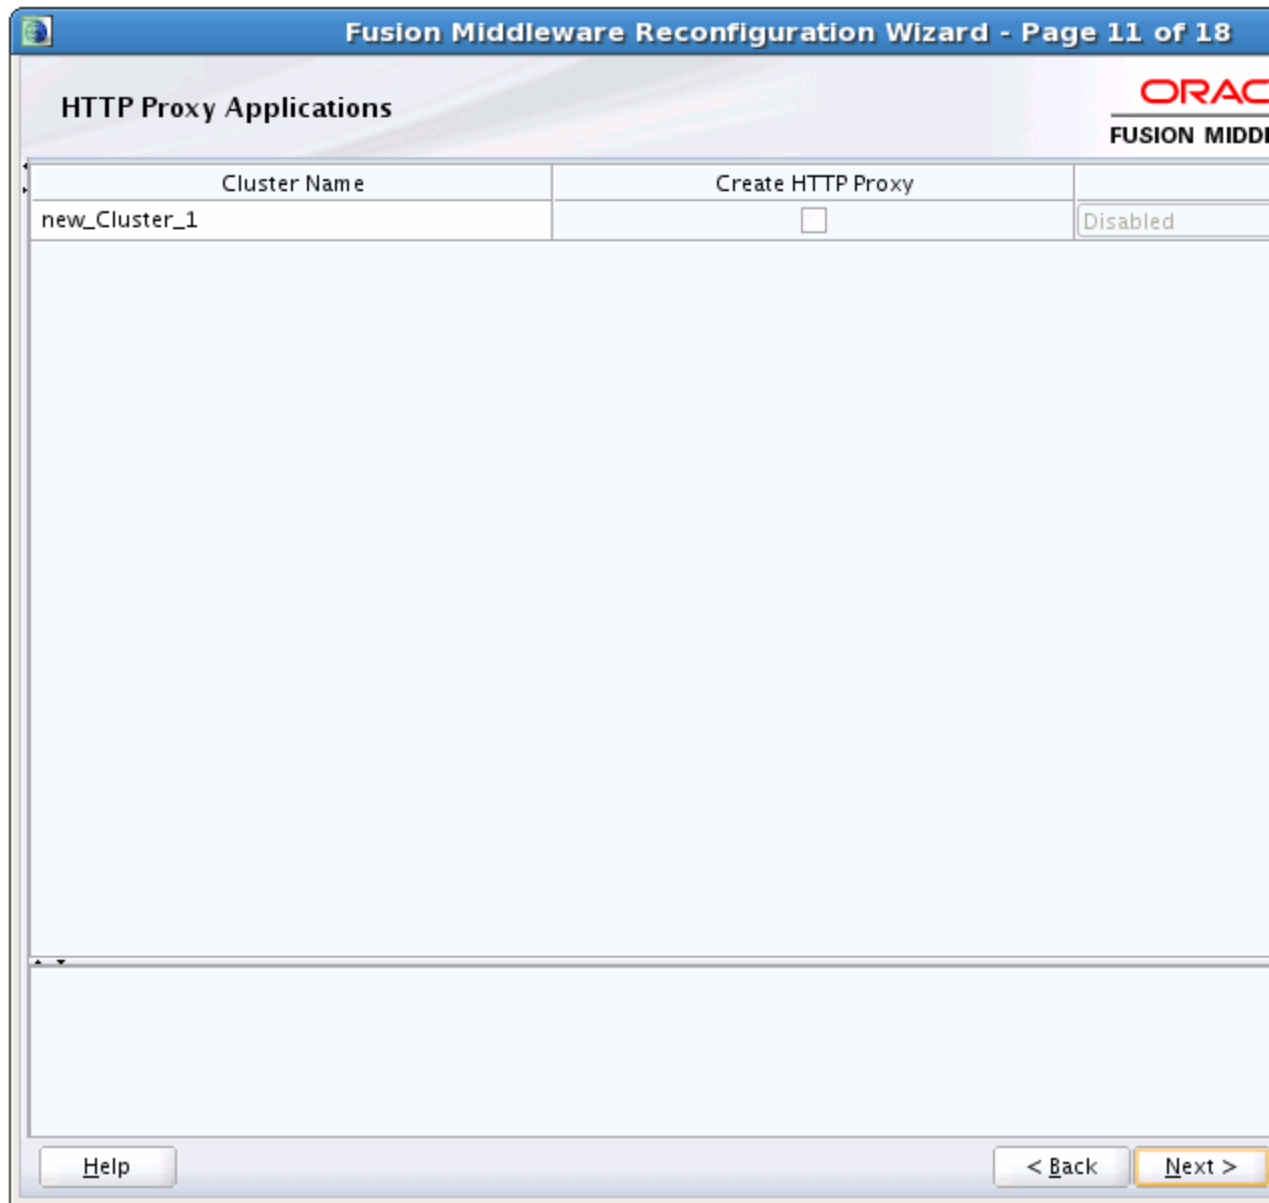 Fusion Middleware Reconfiguration Wizard - Page 11 of 18
HTTP Proxy Applications
FUSION
Cluster Name Create HTTP Proxy
new_Cluster_1 Disabled
Help < Back Next >